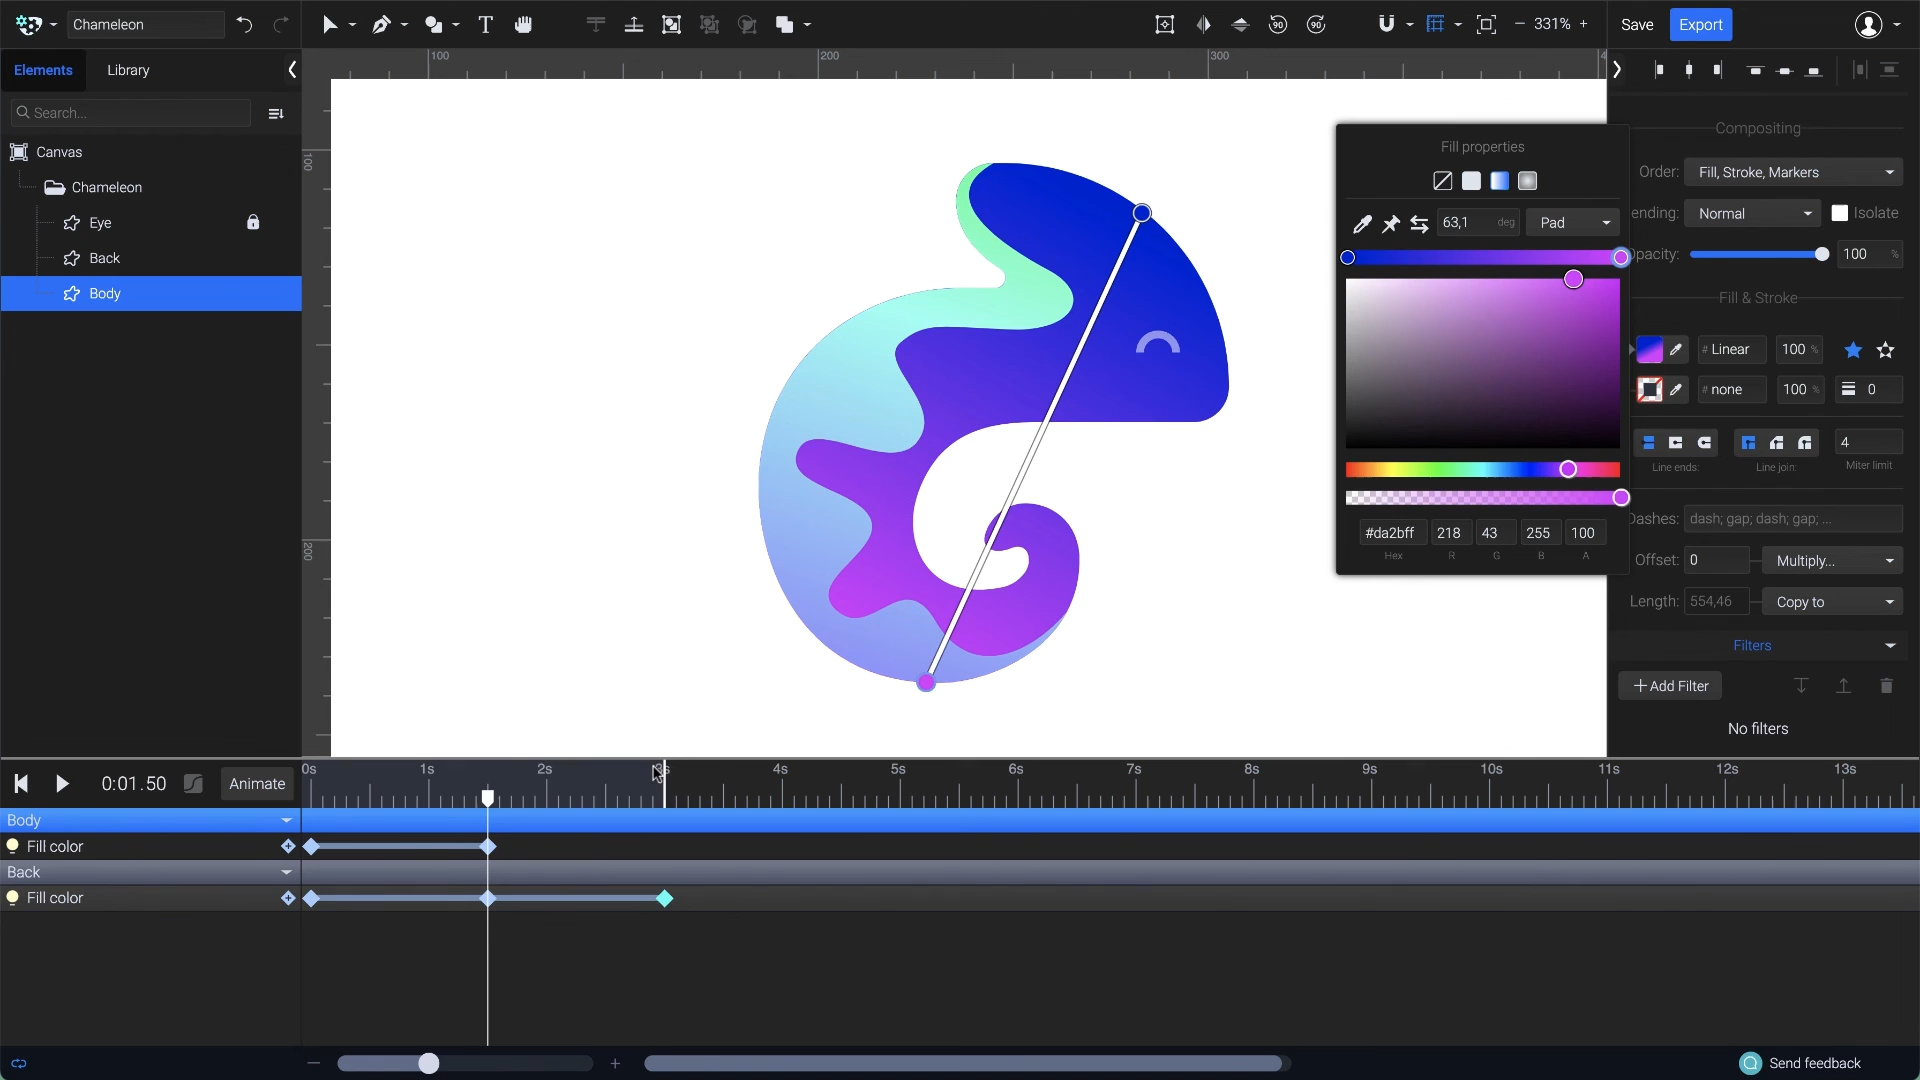 Chameleon
T
90
90
331%
Save
Export
Elements
Library
100
200
300
Search...
Canvas
Chameleon
Eye
Back
Body
100
200
Fill properties
63,1 deg
Pad
#da2bff
218
43
255
100
Hex
R
G
B
A
Compositing
Order:
Fill, Stroke, Markers
ending:
Normal
Isolate
pacity:
100 %
Fill & Stroke
# Linear
100 %
# none
100 %
0
4
Line ends:
Line join:
Miter limit
Dashes:
dash; gap; dash; gap; ...
Offset:
0
Multiply...
Length:
554,46
Copy to
Filters
+ Add Filter
No filters
0:01.50
Animate
0s
1s
2s
4s
5s
6s
7s
8s
9s
10s
11s
12s
13s
Body
Fill color
Back
Fill color
Send feedback